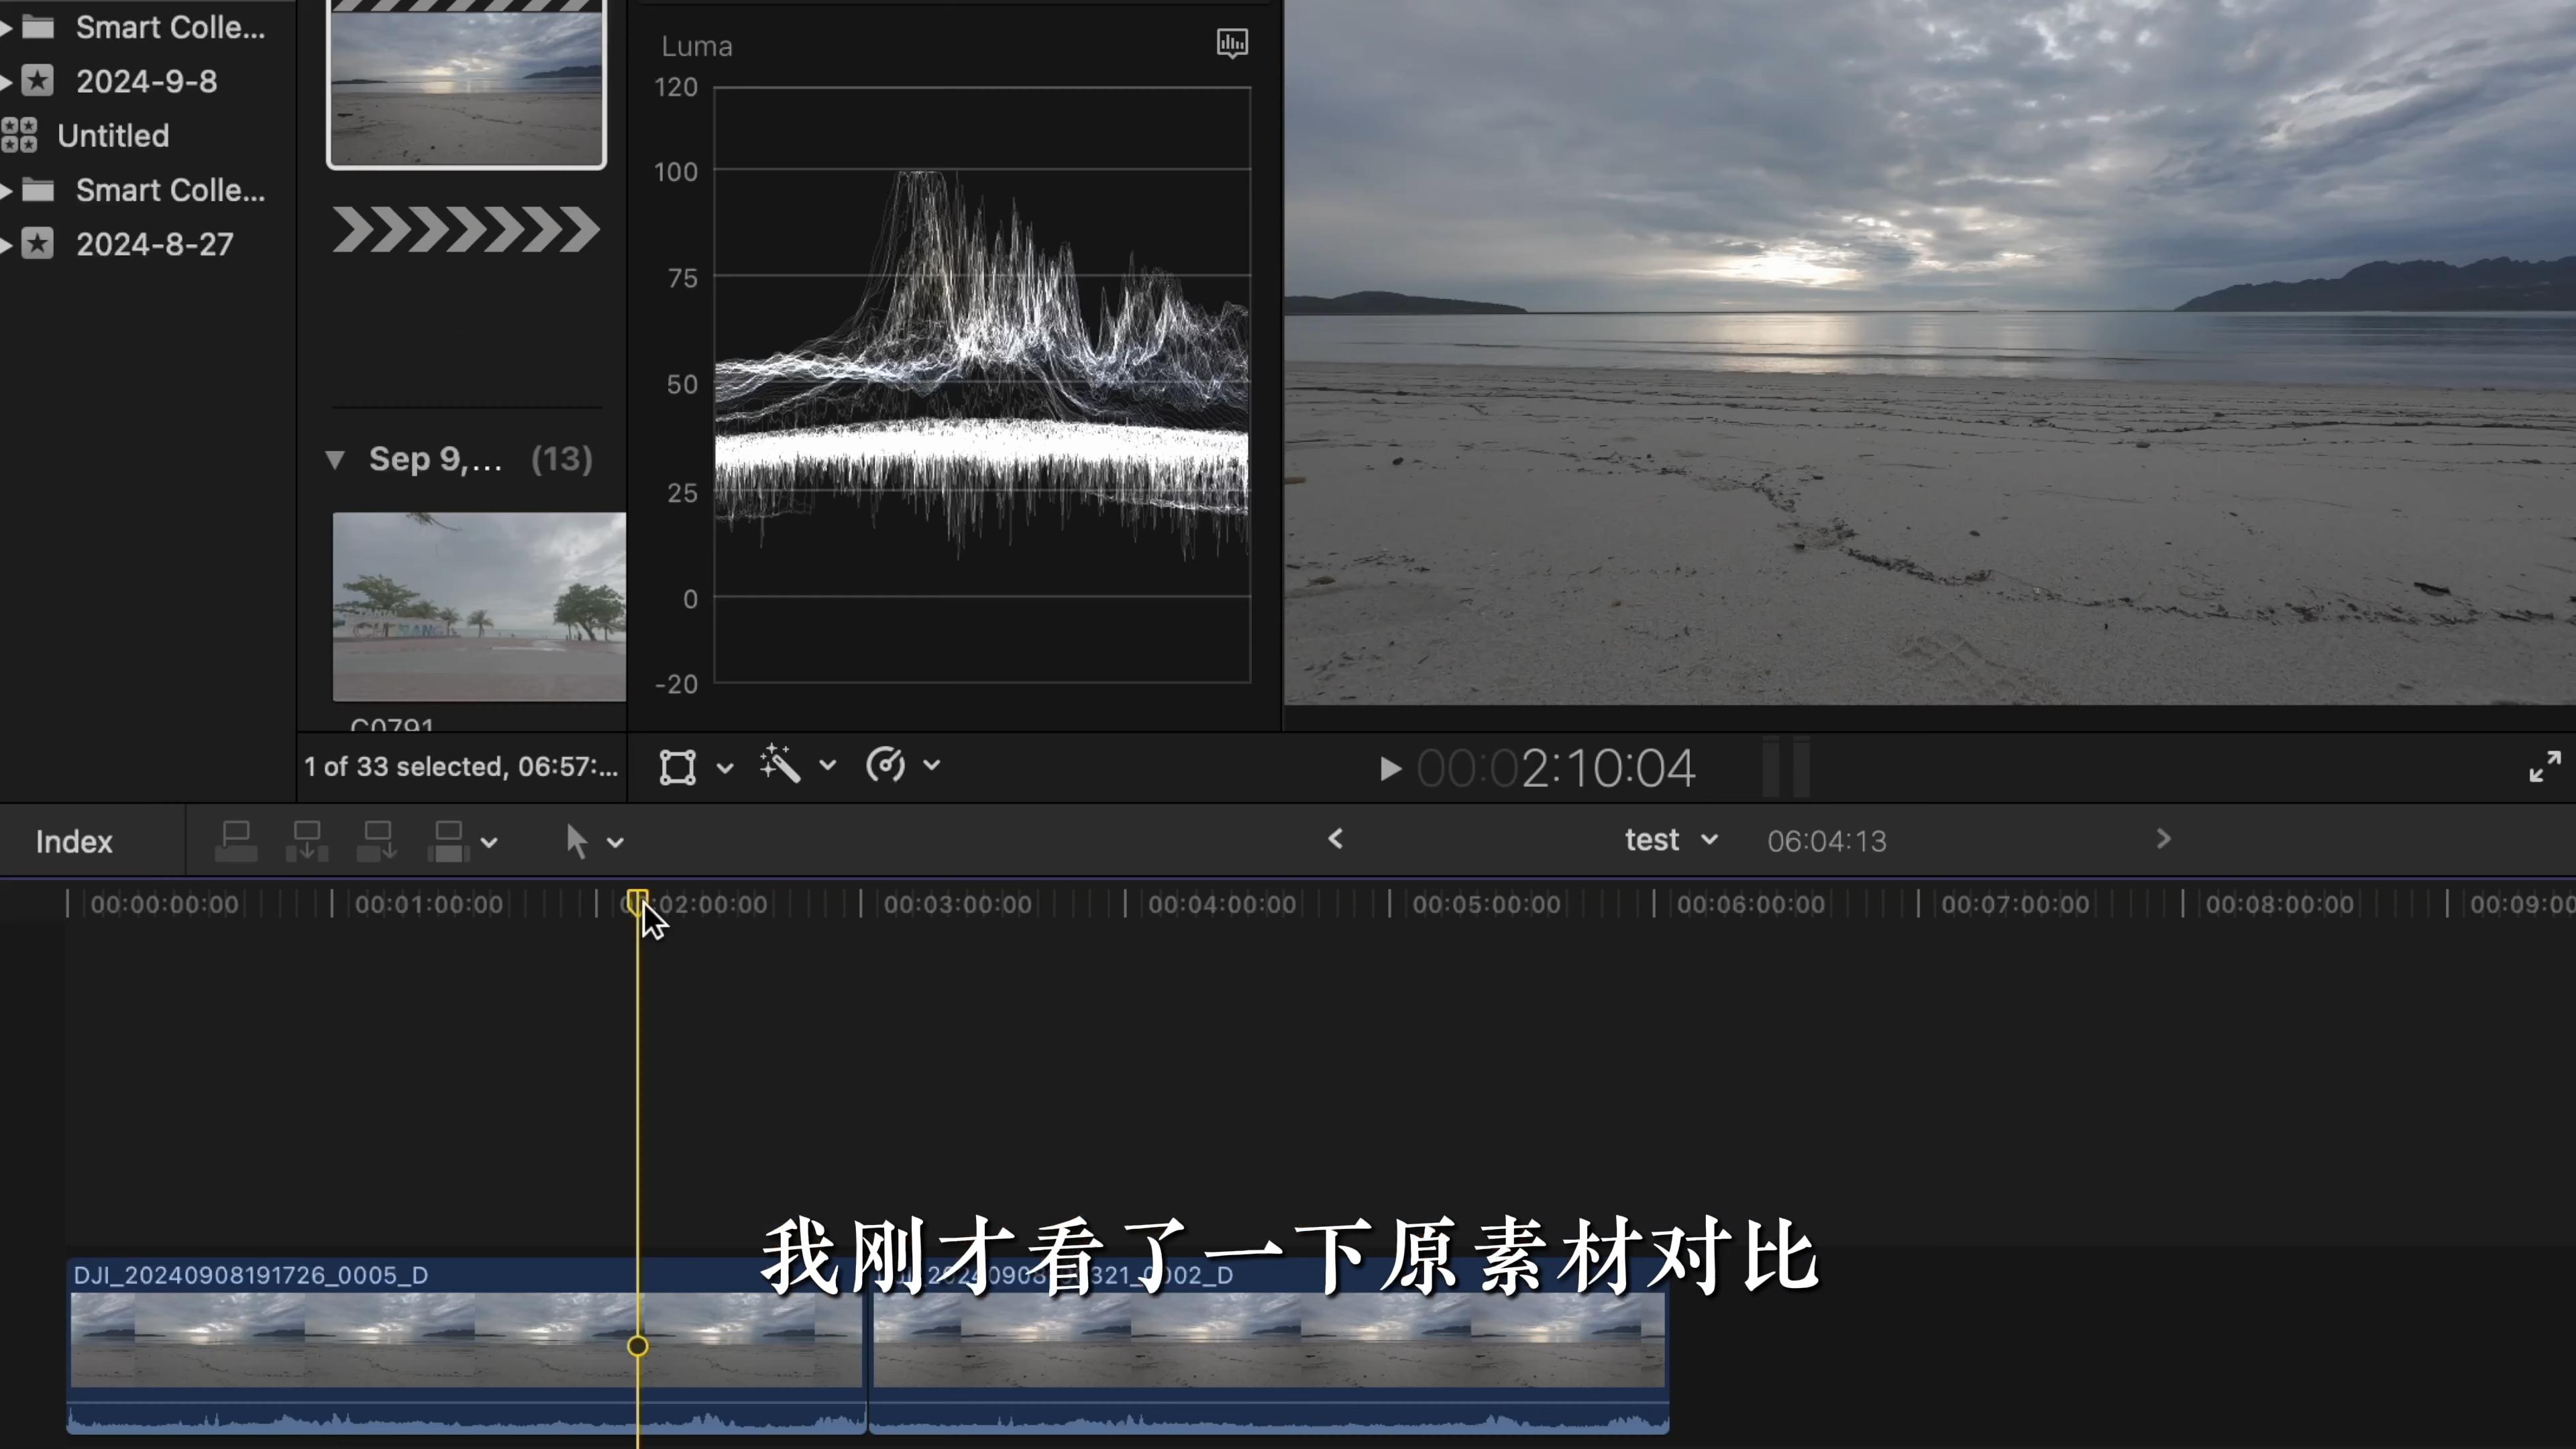 Smart Colle...
2024-9-8
Untitled
Smart Colle...
2024-8-27
Sep 9,... (13)
C0791
1 of 33 selected, 06:57:...
Luma
120
100
75
50
25
0
-20
00:02:10:04
Index
test 06:04:13
00:00:00:00 00:01:00:00 00:02:00:00 00:03:00:00 00:04:00:00 00:05:00:00 00:06:00:00 00:07:00:00 00:08:00:00 00:09:00
我刚才看了一下原素材对比
DJI_20240908191726_0005_D
321_0002_D